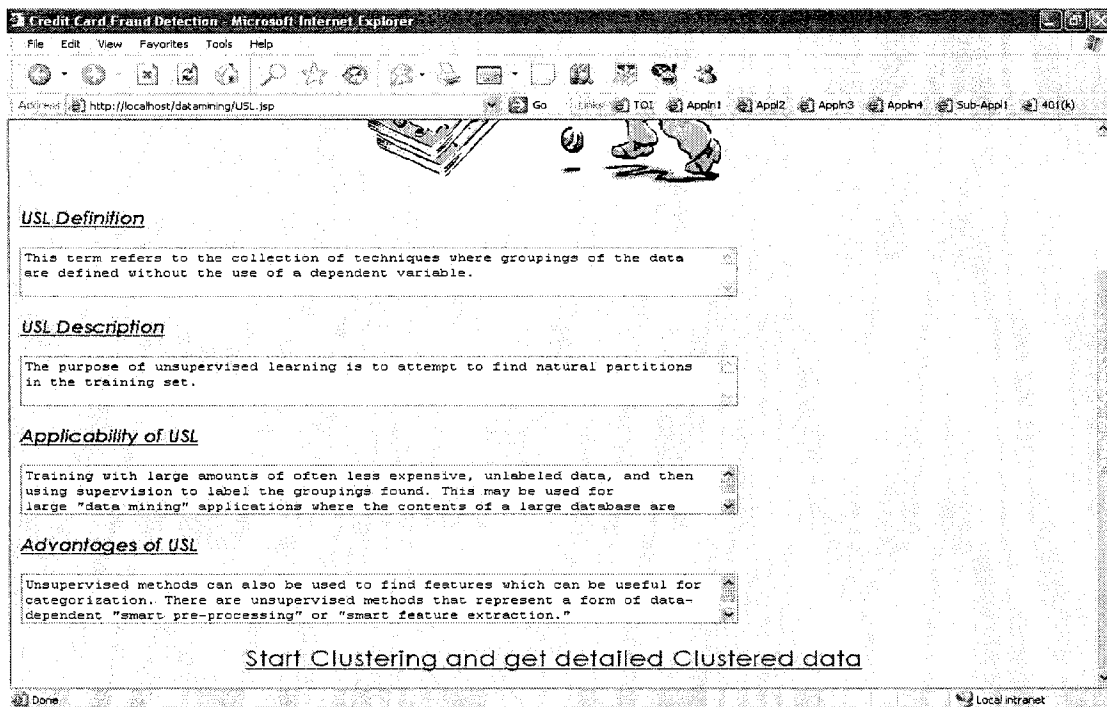 Credit Card Fraud Detection - Microsoft Internet Explorer
File Edit View Favorites Tools Help
Address http://localhost/datamining/USL.jsp Go Links TOI Appln1 Appl2 Appln3 Appln4 Sub-Appl1 401(k)
USL Definition
This term refers to the collection of techniques where groupings of the data
are defined without the use of a dependent variable.
USL Description
The purpose of unsupervised learning is to attempt to find natural partitions
in the training set.
Applicability of USL
Training with large amounts of often less expensive, unlabeled data, and then
using supervision to label the groupings found. This may be used for
large "data mining" applications where the contents of a large database are
Advantages of USL
Unsupervised methods can also be used to find features which can be useful for
categorization. There are unsupervised methods that represent a form of data-
dependent "smart pre-processing" or "smart feature extraction."
Start Clustering and get detailed Clustered data
Done Local intranet